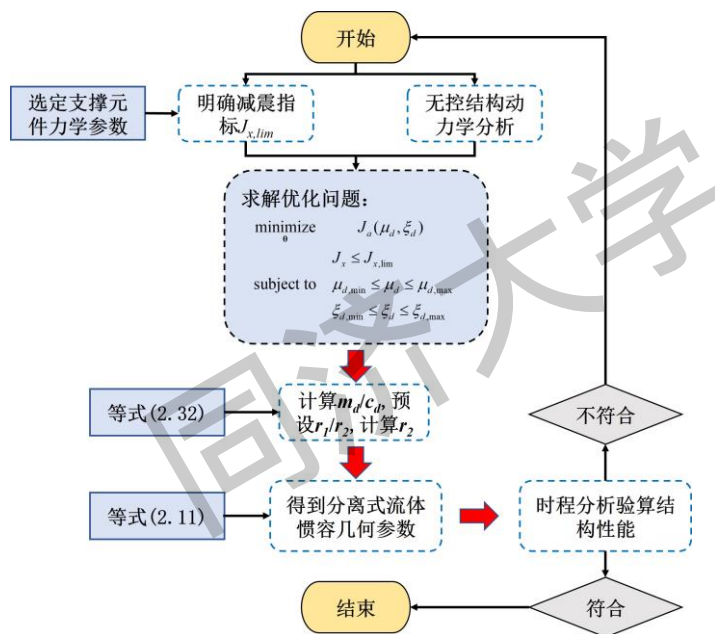 开始
选定支撑元
件力学参数
明确减震指
标J_{x,lim}
无控结构动
力学分析
求解优化问题：
minimize J_a(μ_d, ξ_d)
θ
J_x ≤ J_{x,lim}
subject to μ_{d,min} ≤ μ_d ≤ μ_{d,max}
ξ_{d,min} ≤ ξ_d ≤ ξ_{d,max}
等式(2.32)
计算m_d/c_d, 预
设r_1/r_2, 计算r_2
不符合
等式(2.11)
得到分离式流体
惯容几何参数
时程分析验算结
构性能
结束
符合
同济大学